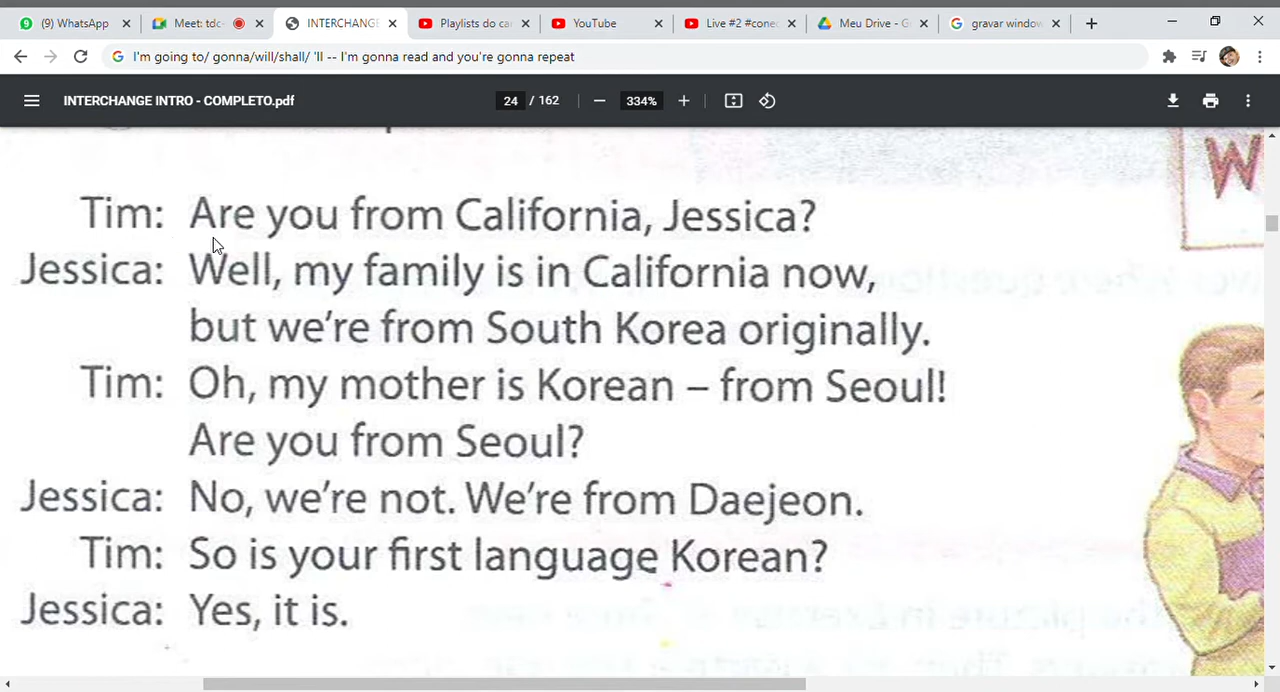 (9) WhatsApp
Meet: tdc-
INTERCHANGE
Playlists do ca
YouTube
Live #2 #cone
Meu Drive - G
gravar window
I'm going to/ gonna/will/shall/ 'll -- I'm gonna read and you're gonna repeat
INTERCHANGE INTRO - COMPLETO.pdf
24 / 162
334%
W
Tim: Are you from California, Jessica?
Jessica: Well, my family is in California now,
but we're from South Korea originally.
Tim: Oh, my mother is Korean – from Seoul!
Are you from Seoul?
Jessica: No, we're not. We're from Daejeon.
Tim: So is your first language Korean?
Jessica: Yes, it is.